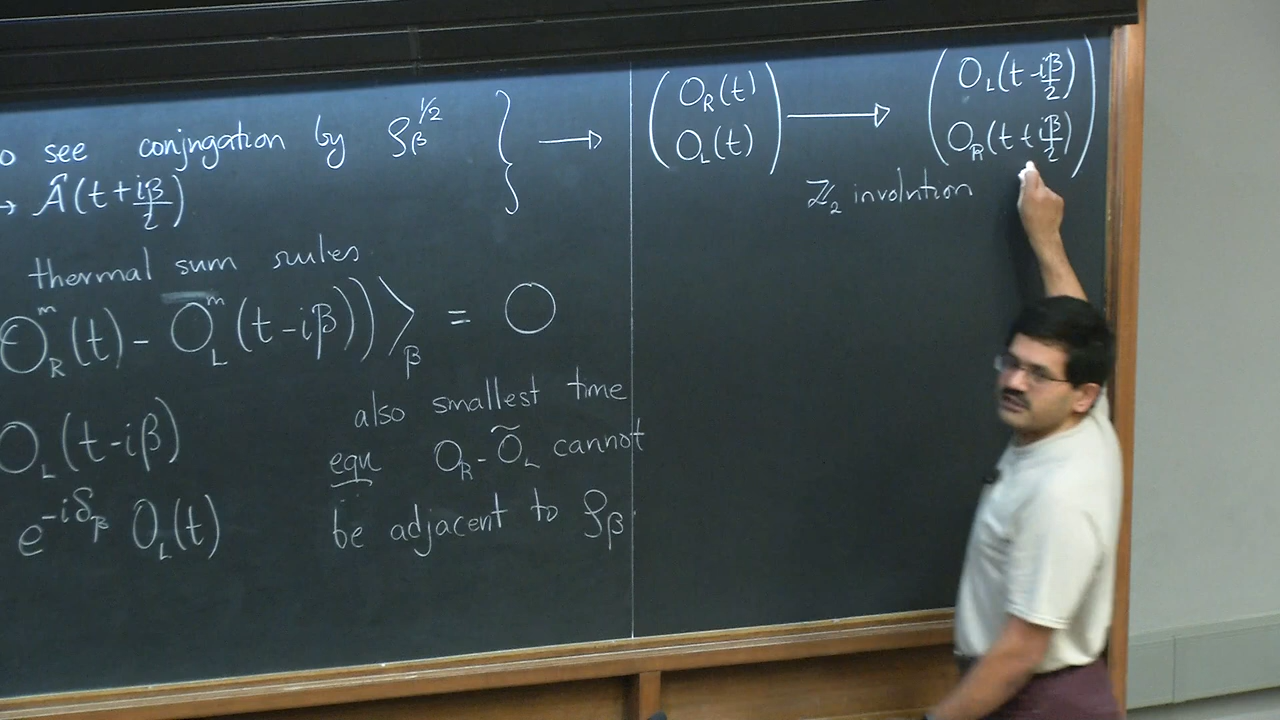 o see conjugation by ρ_β^{1/2} } → (O_R(t) O_L(t)) → (O_L(t-iβ/2) O_R(t+iβ/2))
→ Â(t+iβ/2)
Z_2 involution
thermal sum rules
O_R^m(t) - Õ_L^m(t-iβ))⟩_β = 0
O_L(t-iβ)
e^{-iδ_β} O_L(t)
also smallest time
eqn O_R-Õ_L cannot
be adjacent to ρ_β